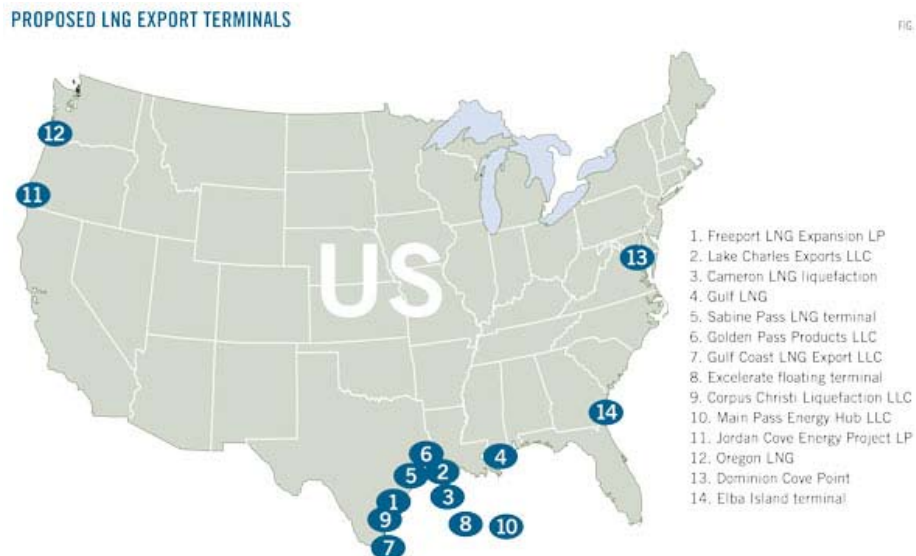 PROPOSED LNG EXPORT TERMINALS
FIG.
12
11
US
13
14
6
5
2
4
1
3
9
8
10
7
1. Freeport LNG Expansion LP
2. Lake Charles Exports LLC
3. Cameron LNG liquefaction
4. Gulf LNG
5. Sabine Pass LNG terminal
6. Golden Pass Products LLC
7. Gulf Coast LNG Export LLC
8. Excelerate floating terminal
9. Corpus Christi Liquefaction LLC
10. Main Pass Energy Hub LLC
11. Jordan Cove Energy Project LP
12. Oregon LNG
13. Dominion Cove Point
14. Elba Island terminal